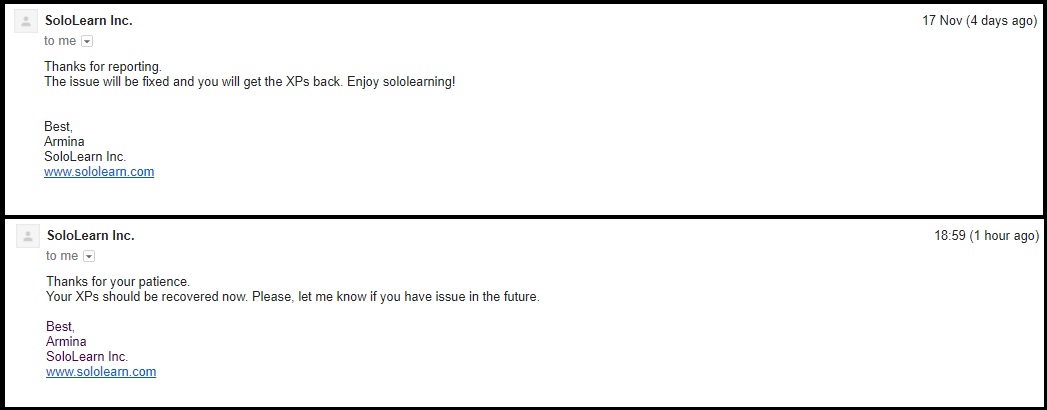 SoloLearn Inc. 17 Nov (4 days ago)
to me
Thanks for reporting.
The issue will be fixed and you will get the XPs back. Enjoy sololearning!
Best,
Armina
SoloLearn Inc.
www.sololearn.com
SoloLearn Inc. 18:59 (1 hour ago)
to me
Thanks for your patience.
Your XPs should be recovered now. Please, let me know if you have issue in the future.
Best,
Armina
SoloLearn Inc.
www.sololearn.com